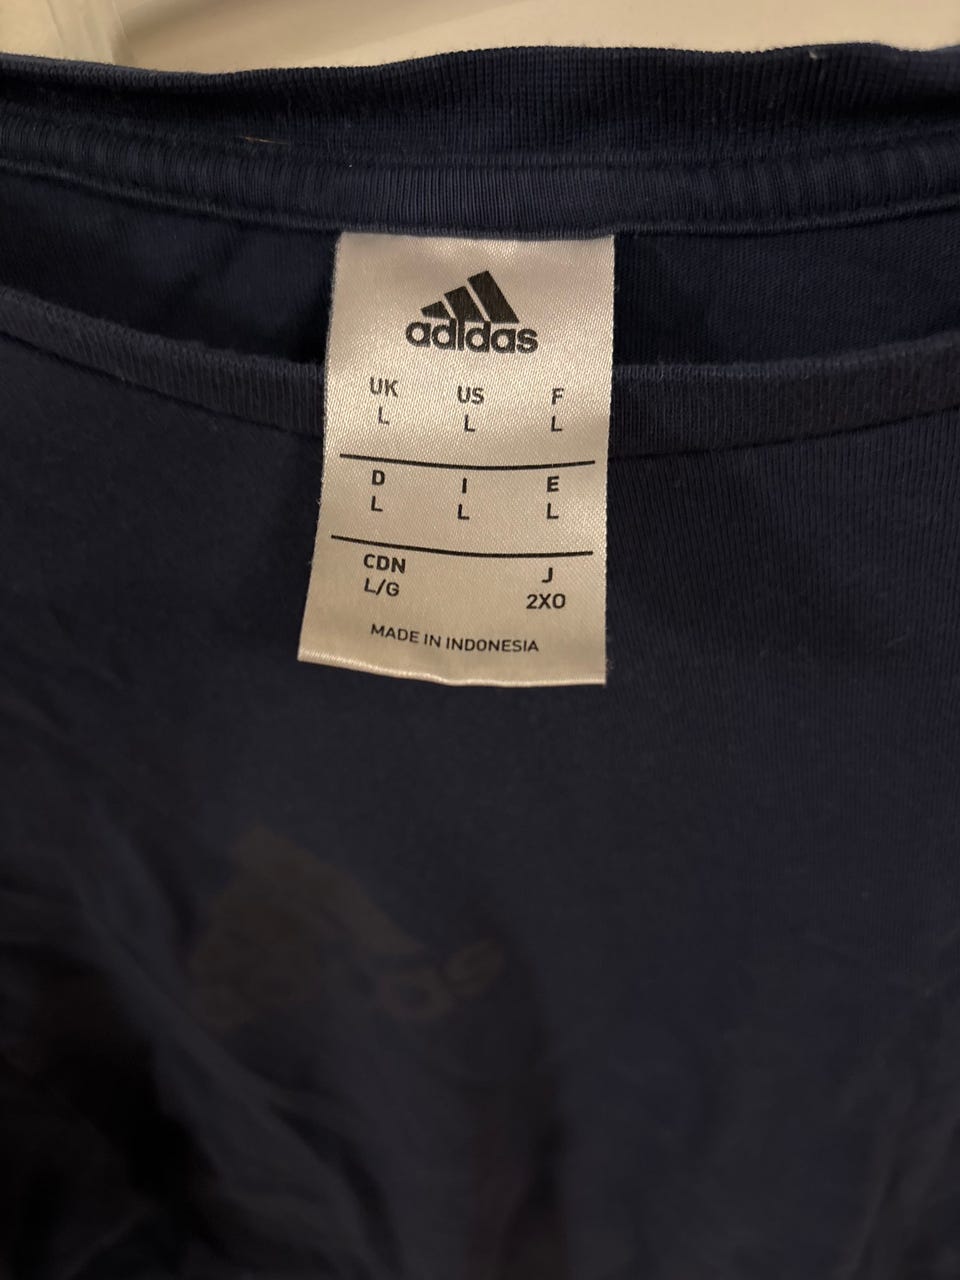 adidas
UK US F
L L L
D I E
L L L
CDN J
L/G 2XO
MADE IN INDONESIA